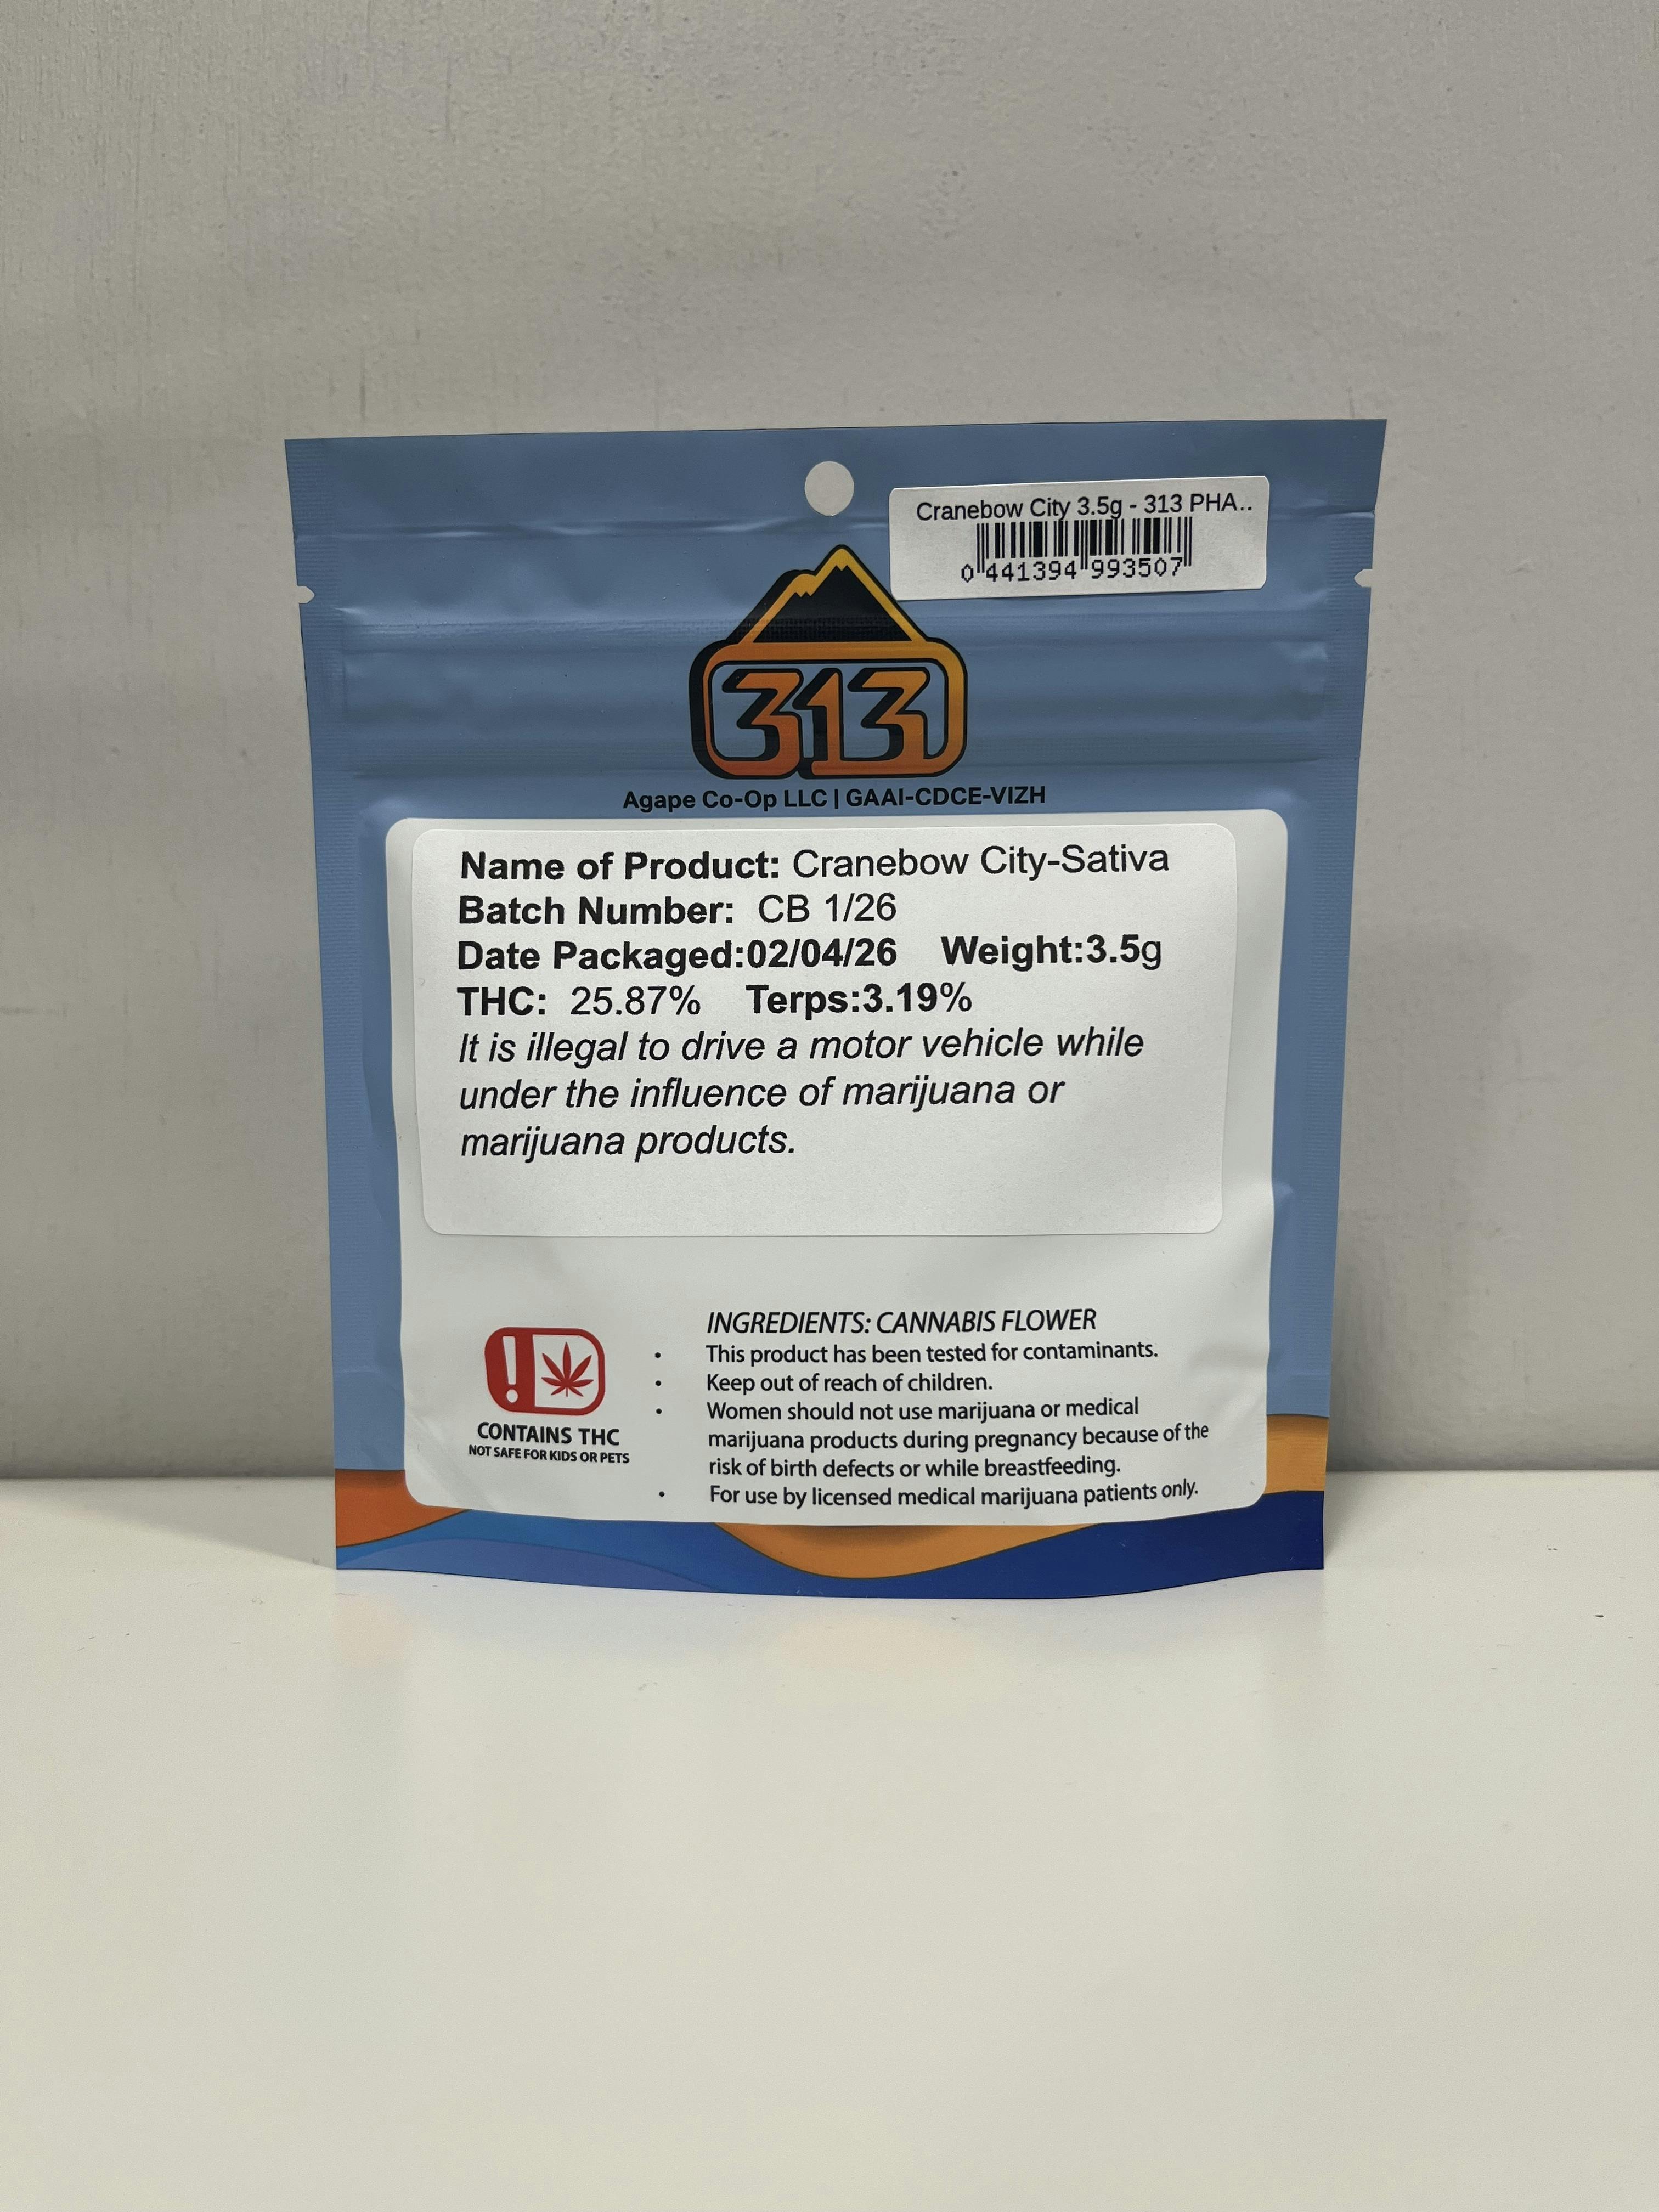 Cranebow City 3.5g - 313 PHA..
0 441394 993507
313
Agape Co-Op LLC | GAAI-CDCE-VIZH
Name of Product: Cranebow City-Sativa
Batch Number: CB 1/26
Date Packaged:02/04/26 Weight:3.5g
THC: 25.87% Terps:3.19%
It is illegal to drive a motor vehicle while
under the influence of marijuana or
marijuana products.
CONTAINS THC
NOT SAFE FOR KIDS OR PETS
INGREDIENTS: CANNABIS FLOWER
• This product has been tested for contaminants.
• Keep out of reach of children.
• Women should not use marijuana or medical
marijuana products during pregnancy because of the
risk of birth defects or while breastfeeding.
• For use by licensed medical marijuana patients only.